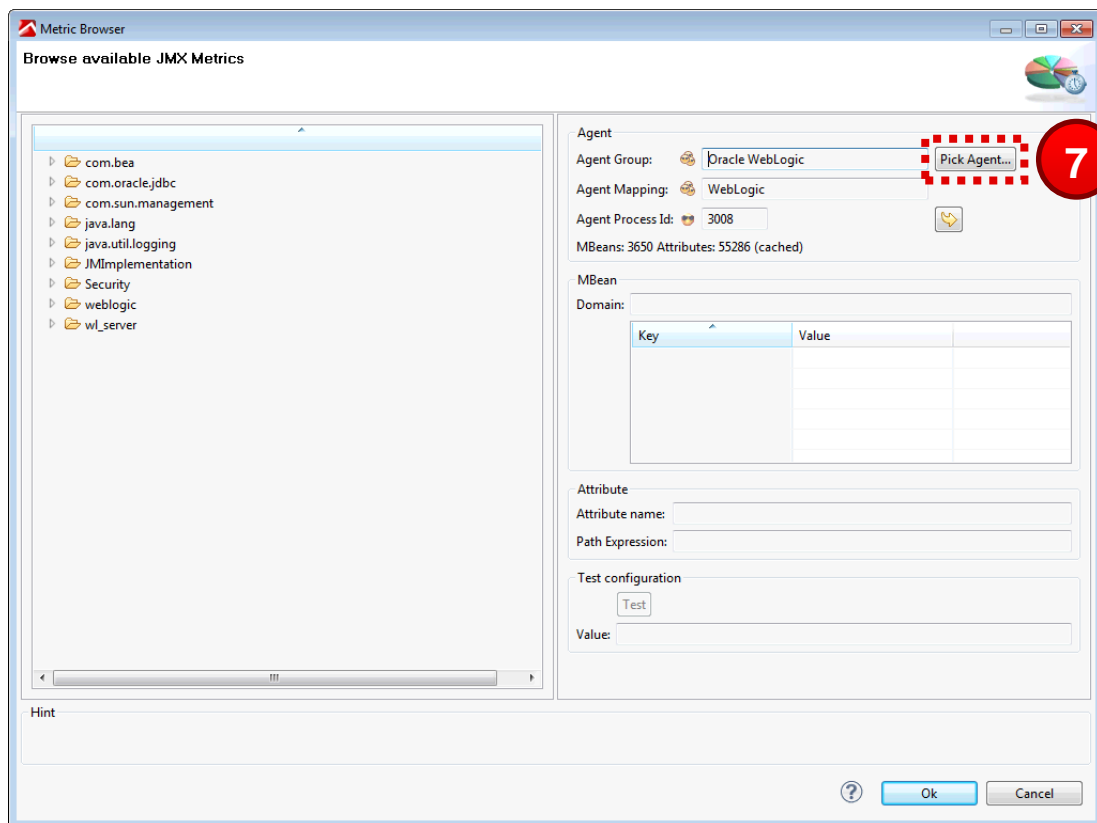 Metric Browser
Browse available JMX Metrics
com.bea
com.oracle.jdbc
com.sun.management
java.lang
java.util.logging
JMImplementation
Security
weblogic
wl_server
Agent
Agent Group: Oracle WebLogic Pick Agent...
7
Agent Mapping: WebLogic
Agent Process Id: 3008
MBeans: 3650 Attributes: 55286 (cached)
MBean
Domain:
Key Value
Attribute
Attribute name:
Path Expression:
Test configuration
Test
Value:
Hint
? Ok Cancel